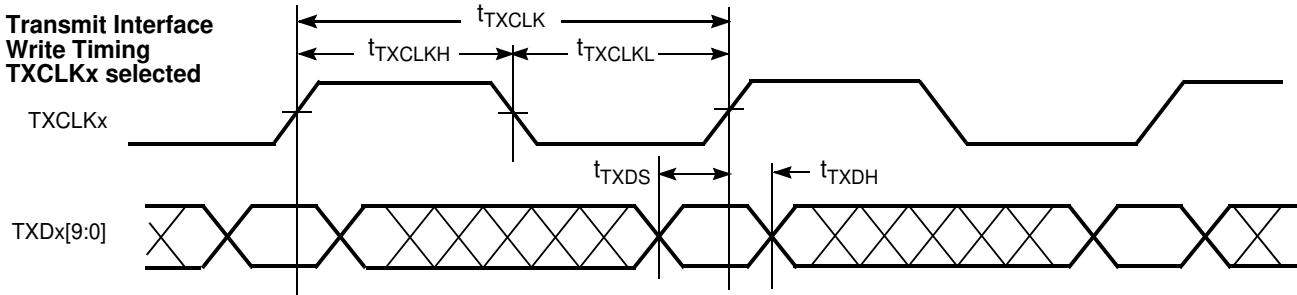 Transmit Interface
Write Timing
TXCLKx selected
tTXCLK
tTXCLKH
tTXCLKL
TXCLKx
tTXDS
tTXDH
TXDx[9:0]